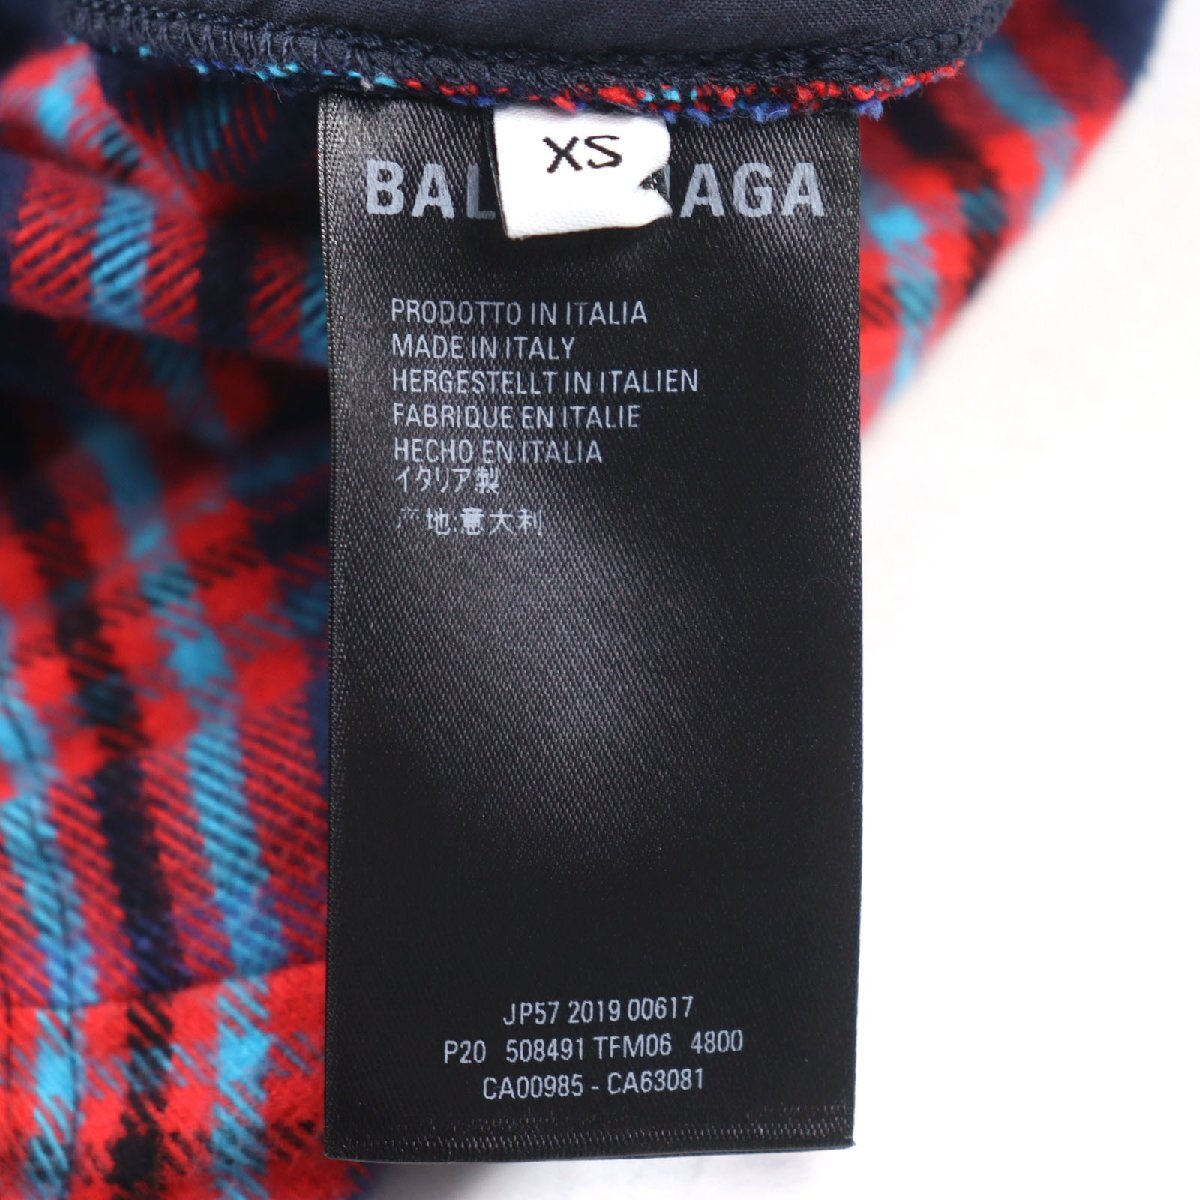 XS
BAL NAGA
PRODOTTO IN ITALIA
MADE IN ITALY
HERGESTELLT IN ITALIEN
FABRIQUE EN ITALIE
HECHO EN ITALIA
イタリア製
产地:意大利
JP57 2019 00617
P20 508491 TFM06 4800
CA00985 - CA63081